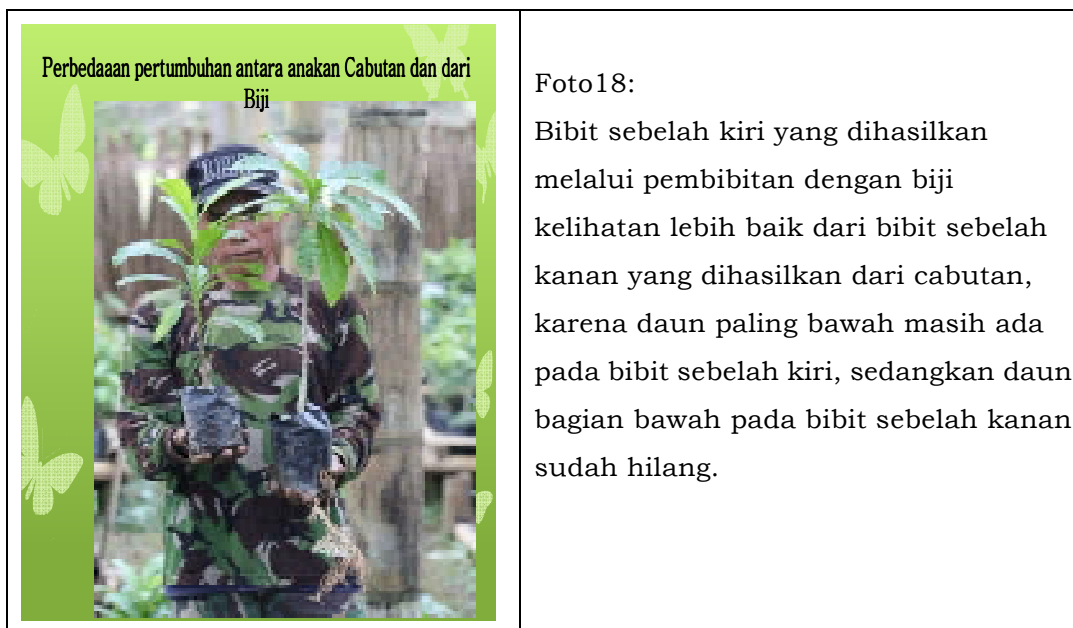 Perbedaaan pertumbuhan antara anakan Cabutan dan dari
Biji
Foto18:
Bibit sebelah kiri yang dihasilkan
melalui pembibitan dengan biji
kelihatan lebih baik dari bibit sebelah
kanan yang dihasilkan dari cabutan,
karena daun paling bawah masih ada
pada bibit sebelah kiri, sedangkan daun
bagian bawah pada bibit sebelah kanan
sudah hilang.